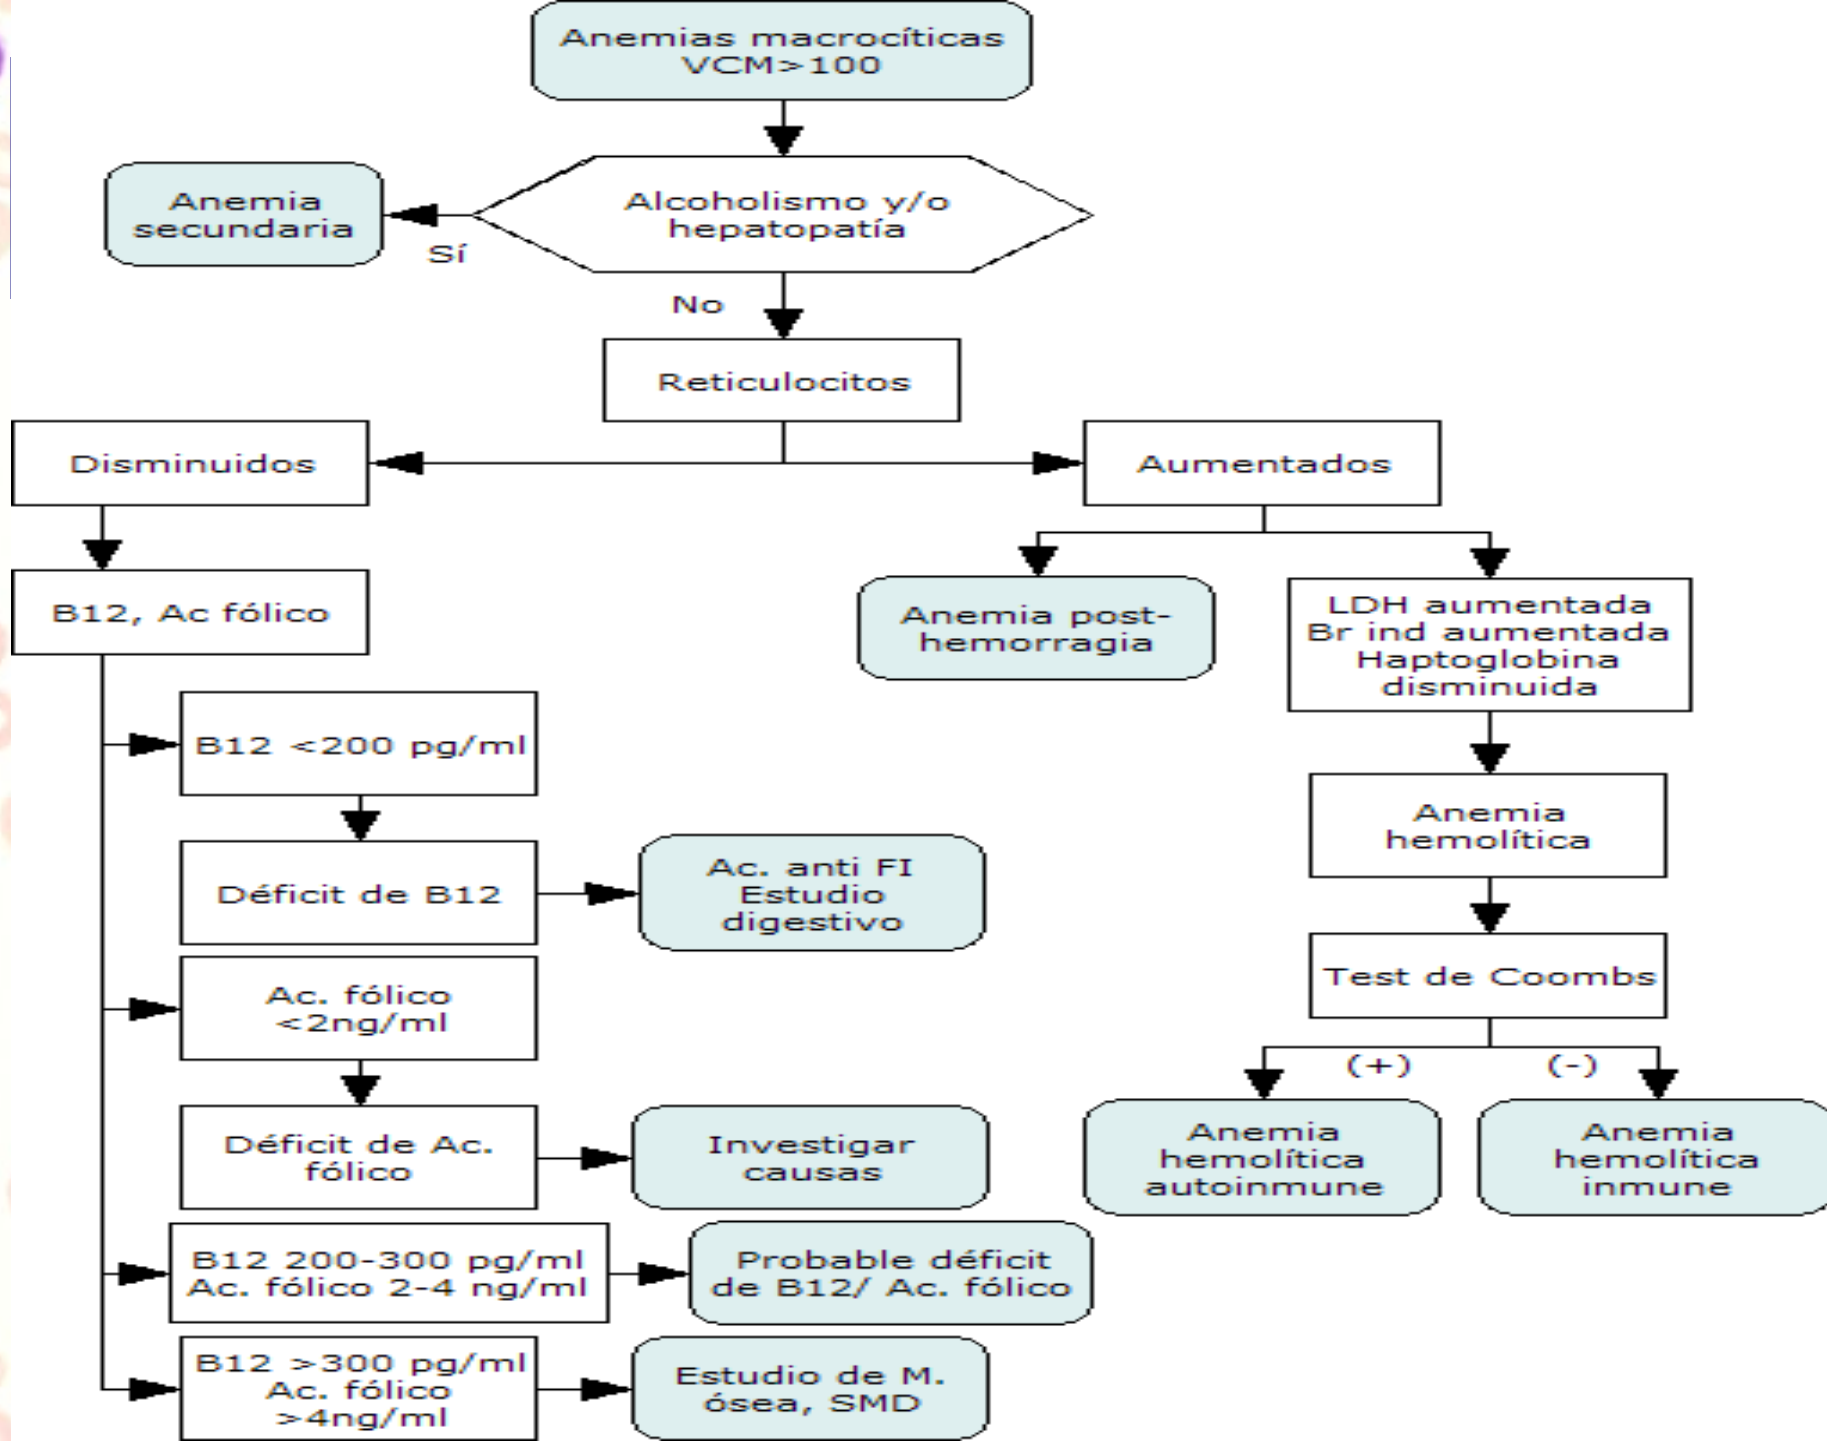 Anemias macrocíticas
VCM>100
Alcoholismo y/o
hepatopatía
Anemia
secundaria
Sí
No
Reticulocitos
Disminuidos
Aumentados
B12, Ac fólico
Anemia post-
hemorragia
LDH aumentada
Br ind aumentada
Haptoglobina
disminuida
B12 <200 pg/ml
Anemia
hemolítica
Déficit de B12
Ac. anti FI
Estudio
digestivo
Test de Coombs
Ac. fólico
<2ng/ml
(+)
(-)
Déficit de Ac.
fólico
Investigar
causas
Anemia
hemolítica
autoinmune
Anemia
hemolítica
inmune
B12 200-300 pg/ml
Ac. fólico 2-4 ng/ml
Probable déficit
de B12/ Ac. fólico
B12 >300 pg/ml
Ac. fólico
>4ng/ml
Estudio de M.
ósea, SMD